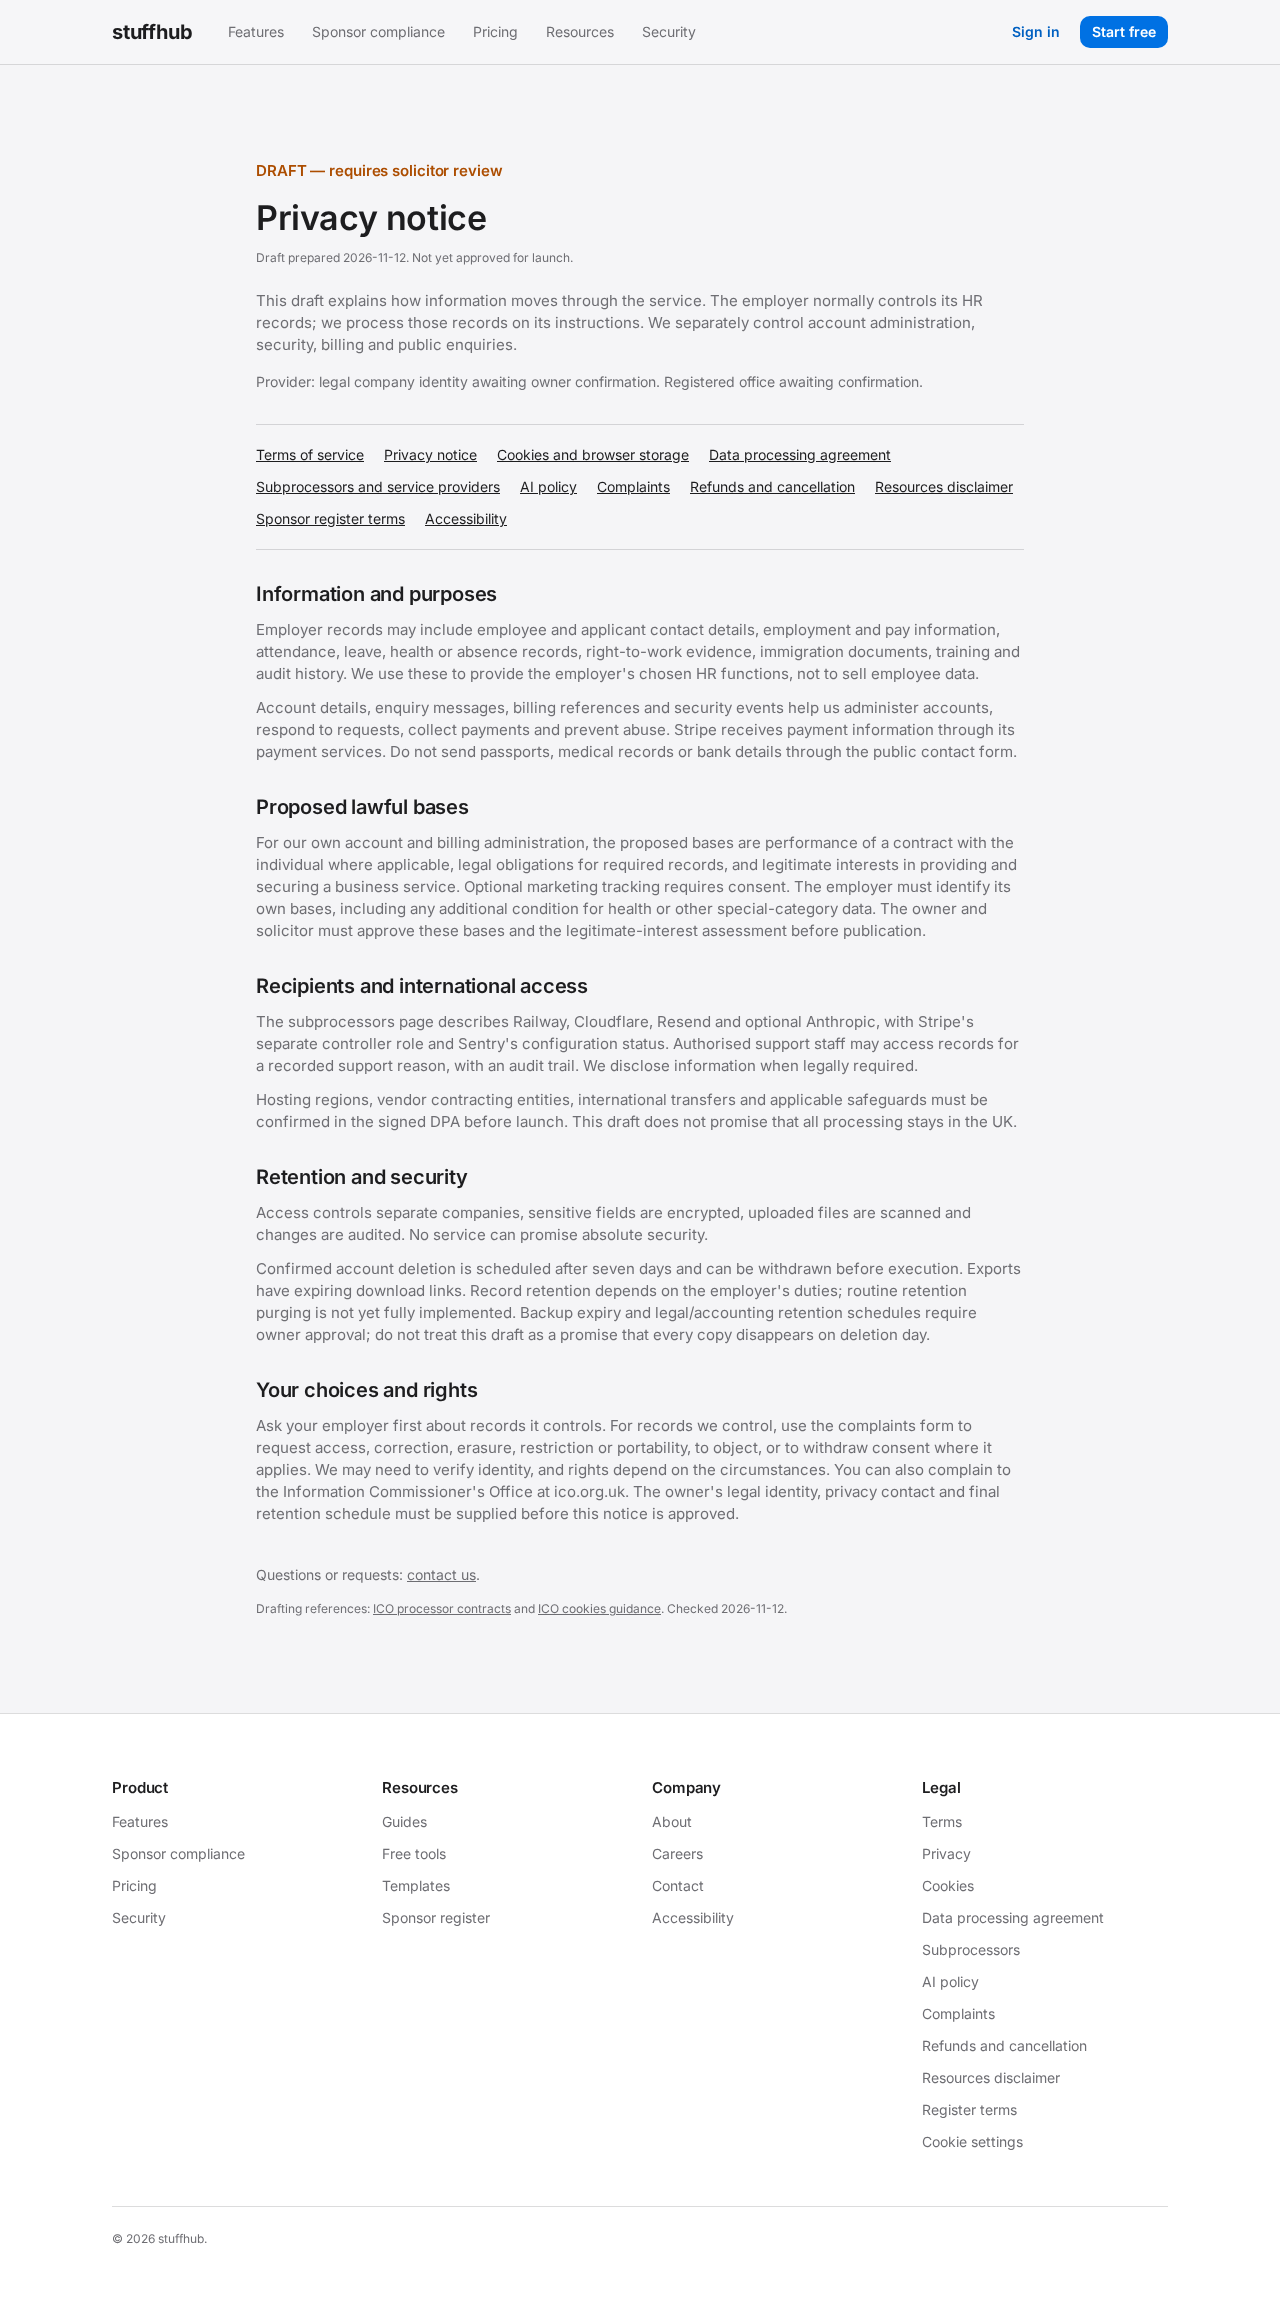 stuffhub Features Sponsor compliance Pricing Resources Security Sign in Start free
DRAFT — requires solicitor review
Privacy notice
Draft prepared 2026-11-12. Not yet approved for launch.
This draft explains how information moves through the service. The employer normally controls its HR
records; we process those records on its instructions. We separately control account administration,
security, billing and public enquiries.
Provider: legal company identity awaiting owner confirmation. Registered office awaiting confirmation.
Terms of service Privacy notice Cookies and browser storage Data processing agreement
Subprocessors and service providers AI policy Complaints Refunds and cancellation Resources disclaimer
Sponsor register terms Accessibility
Information and purposes
Employer records may include employee and applicant contact details, employment and pay information,
attendance, leave, health or absence records, right-to-work evidence, immigration documents, training and
audit history. We use these to provide the employer's chosen HR functions, not to sell employee data.
Account details, enquiry messages, billing references and security events help us administer accounts,
respond to requests, collect payments and prevent abuse. Stripe receives payment information through its
payment services. Do not send passports, medical records or bank details through the public contact form.
Proposed lawful bases
For our own account and billing administration, the proposed bases are performance of a contract with the
individual where applicable, legal obligations for required records, and legitimate interests in providing and
securing a business service. Optional marketing tracking requires consent. The employer must identify its
own bases, including any additional condition for health or other special-category data. The owner and
solicitor must approve these bases and the legitimate-interest assessment before publication.
Recipients and international access
The subprocessors page describes Railway, Cloudflare, Resend and optional Anthropic, with Stripe's
separate controller role and Sentry's configuration status. Authorised support staff may access records for
a recorded support reason, with an audit trail. We disclose information when legally required.
Hosting regions, vendor contracting entities, international transfers and applicable safeguards must be
confirmed in the signed DPA before launch. This draft does not promise that all processing stays in the UK.
Retention and security
Access controls separate companies, sensitive fields are encrypted, uploaded files are scanned and
changes are audited. No service can promise absolute security.
Confirmed account deletion is scheduled after seven days and can be withdrawn before execution. Exports
have expiring download links. Record retention depends on the employer's duties; routine retention
purging is not yet fully implemented. Backup expiry and legal/accounting retention schedules require
owner approval; do not treat this draft as a promise that every copy disappears on deletion day.
Your choices and rights
Ask your employer first about records it controls. For records we control, use the complaints form to
request access, correction, erasure, restriction or portability, to object, or to withdraw consent where it
applies. We may need to verify identity, and rights depend on the circumstances. You can also complain to
the Information Commissioner's Office at ico.org.uk. The owner's legal identity, privacy contact and final
retention schedule must be supplied before this notice is approved.
Questions or requests: contact us.
Drafting references: ICO processor contracts and ICO cookies guidance. Checked 2026-11-12.
Product
Features
Sponsor compliance
Pricing
Security
Resources
Guides
Free tools
Templates
Sponsor register
Company
About
Careers
Contact
Accessibility
Legal
Terms
Privacy
Cookies
Data processing agreement
Subprocessors
AI policy
Complaints
Refunds and cancellation
Resources disclaimer
Register terms
Cookie settings
© 2026 stuffhub.